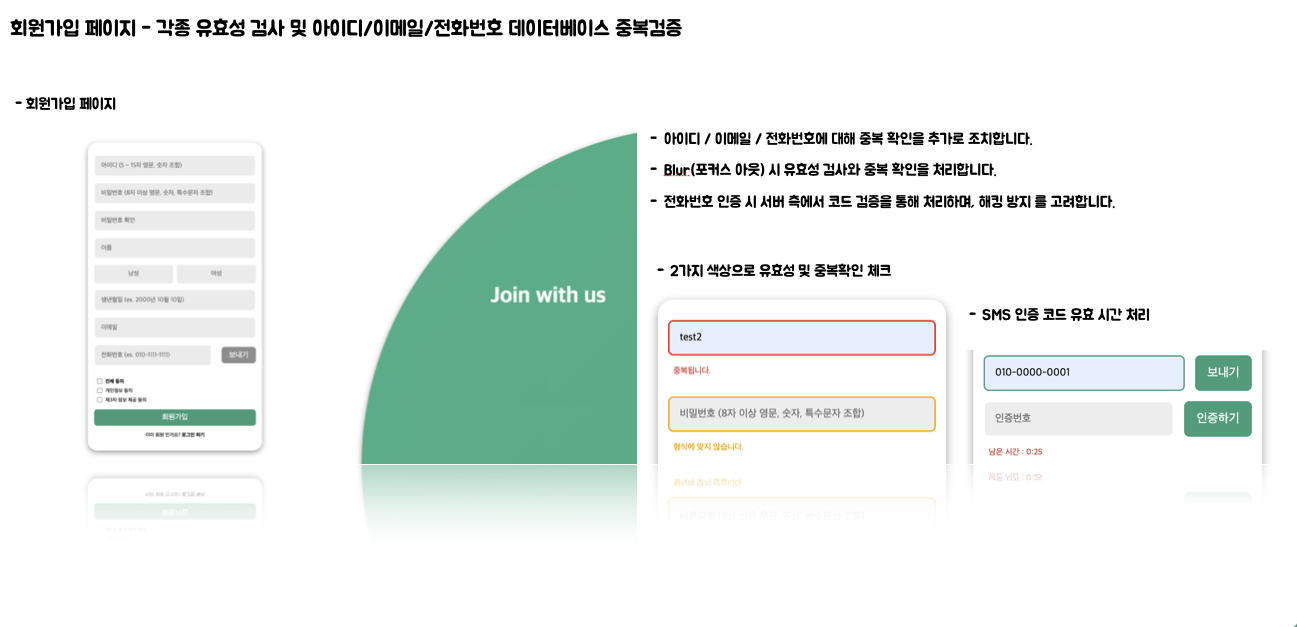 회원가입 페이지 - 각종 유효성 검사 및 아이디/이메일/전화번호 데이터베이스 중복검증
- 회원가입 페이지
아이디 (5 ~ 15자 영문, 숫자 조합)
비밀번호 (8자 이상 영문, 숫자, 특수문자 조합)
비밀번호 확인
이름
남성
여성
생년월일 (ex. 2000년 10월 10일)
이메일
전화번호 (ex. 010-1111-1111)
보내기
전체 동의
개인정보 동의
제3자 정보 제공 동의
회원가입
이미 회원 인가요? 로그인 하기
Join with us
- 아이디 / 이메일 / 전화번호에 대해 중복 확인을 추가로 조치합니다.
- Blur(포커스 아웃) 시 유효성 검사와 중복 확인을 처리합니다.
- 전화번호 인증 시 서버 측에서 코드 검증을 통해 처리하며, 해킹 방지 를 고려합니다.
- 2가지 색상으로 유효성 및 중복확인 체크
test2
중복됩니다.
비밀번호 (8자 이상 영문, 숫자, 특수문자 조합)
형식에 맞지 않습니다.
- SMS 인증 코드 유효 시간 처리
010-0000-0001
보내기
인증번호
인증하기
남은 시간 : 0:25